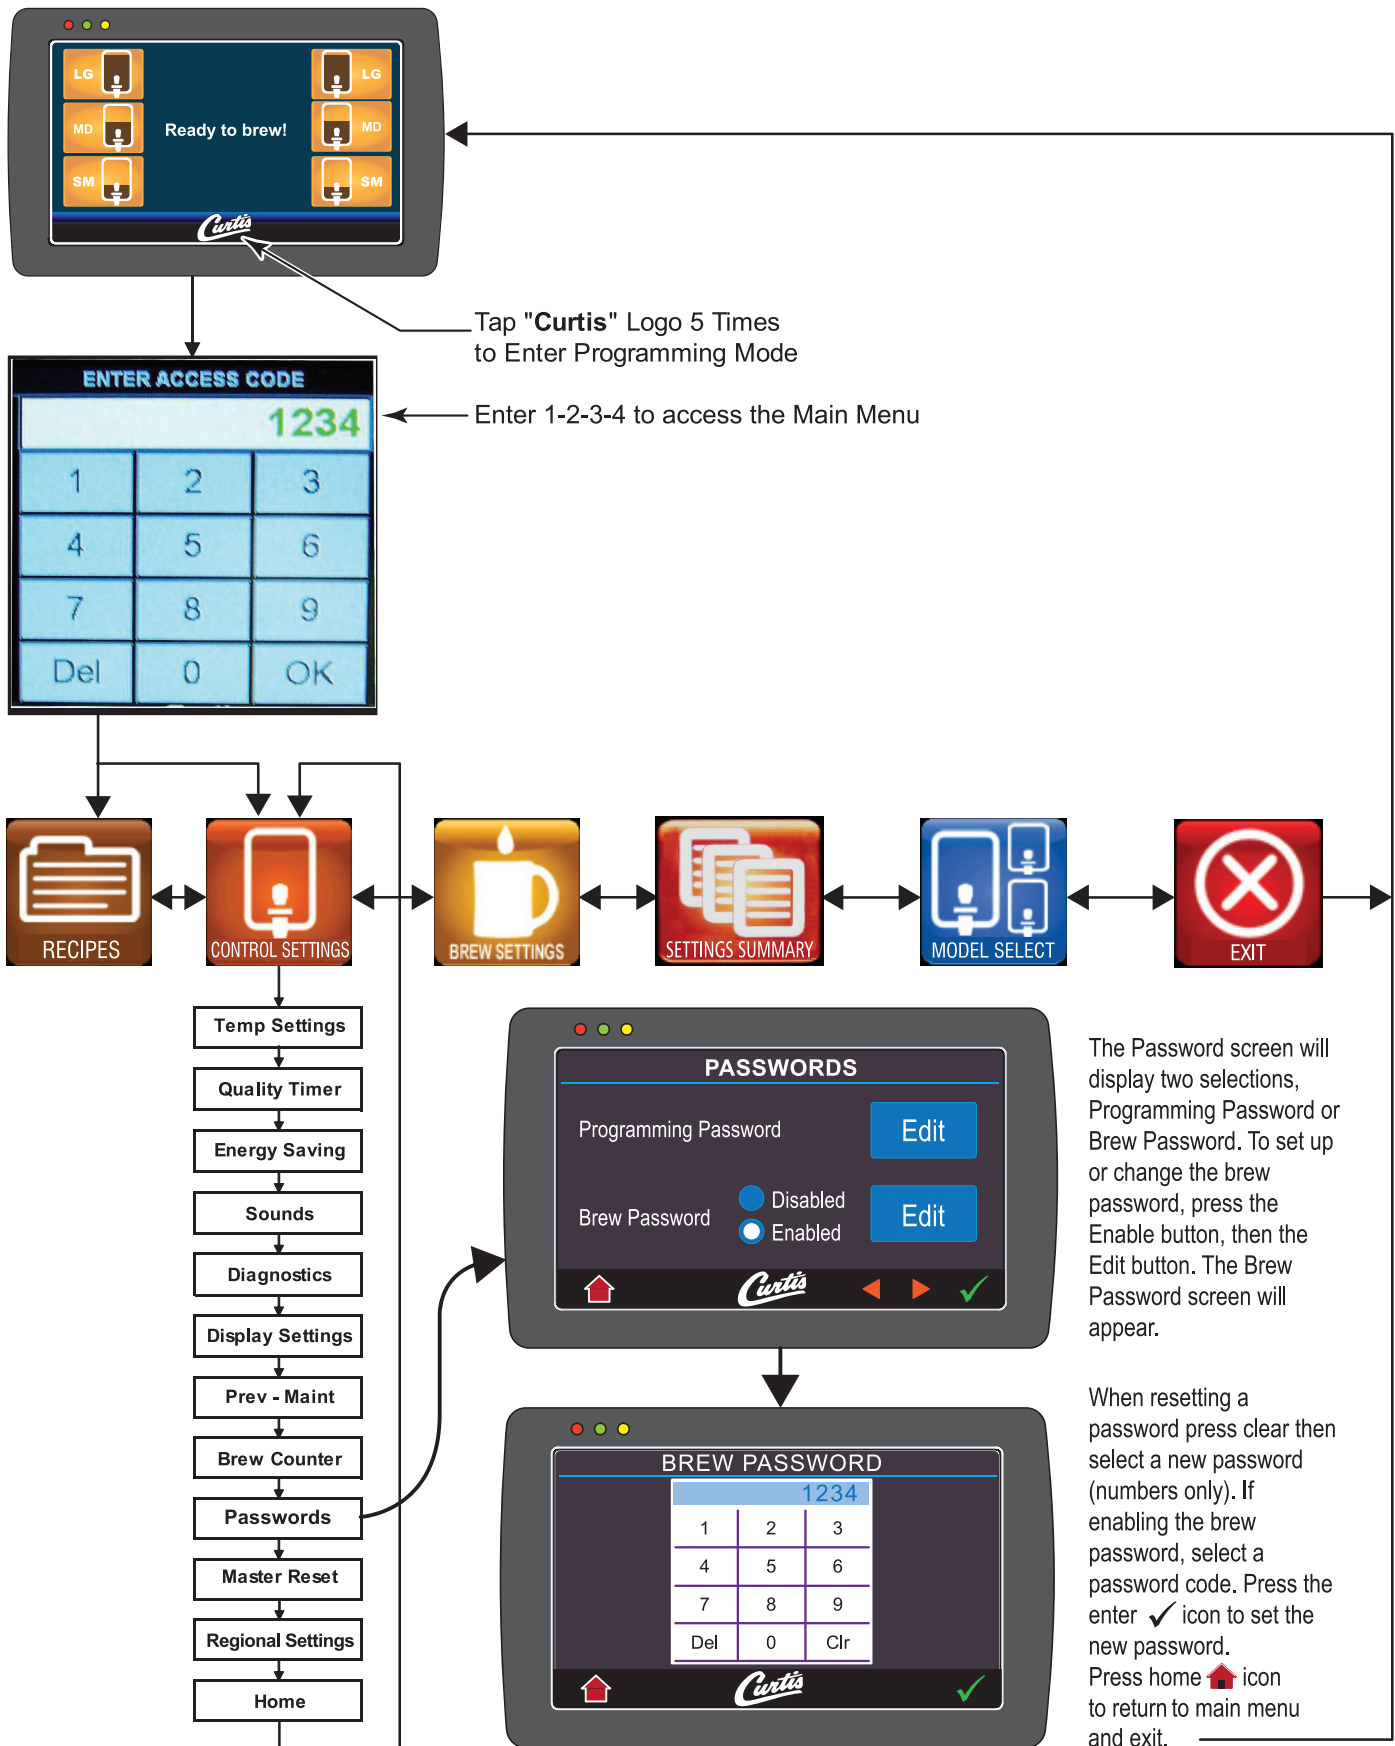 LG
LG
MD
Ready to brew!
MD
SM
SM
Curtis
Tap "Curtis" Logo 5 Times
to Enter Programming Mode
ENTER ACCESS CODE
1234
Enter 1-2-3-4 to access the Main Menu
1 2 3
4 5 6
7 8 9
Del 0 OK
RECIPES
CONTROL SETTINGS
BREW SETTINGS
SETTINGS SUMMARY
MODEL SELECT
EXIT
Temp Settings
Quality Timer
Energy Saving
Sounds
Diagnostics
Display Settings
Prev - Maint
Brew Counter
Passwords
Master Reset
Regional Settings
Home
PASSWORDS
Programming Password
Edit
Brew Password
Disabled
Enabled
Edit
Curtis
The Password screen will
display two selections,
Programming Password or
Brew Password. To set up
or change the brew
password, press the
Enable button, then the
Edit button. The Brew
Password screen will
appear.
BREW PASSWORD
1234
1 2 3
4 5 6
7 8 9
Del 0 Clr
Curtis
When resetting a
password press clear then
select a new password
(numbers only). If
enabling the brew
password, select a
password code. Press the
enter ✓ icon to set the
new password.
Press home icon
to return to main menu
and exit.